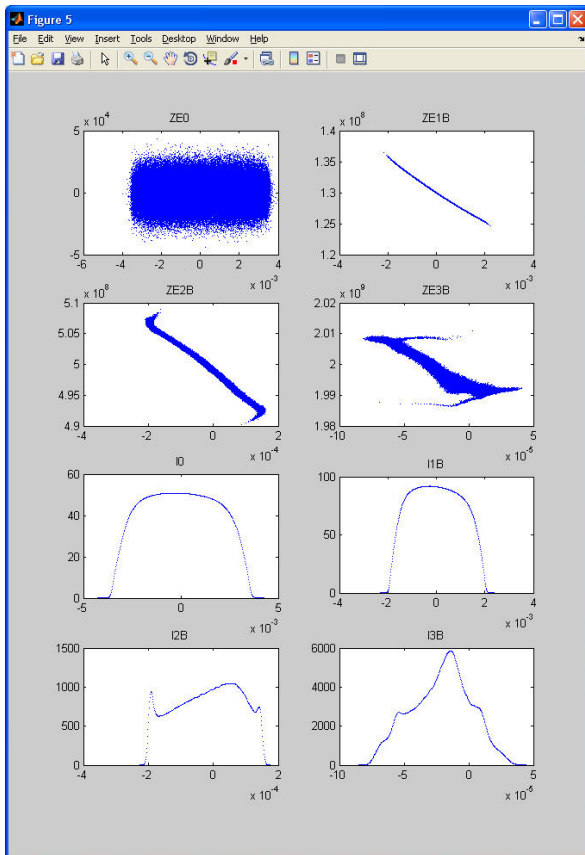 Figure 5
File Edit View Insert Tools Desktop Window Help
x 10^4 ZE0
5
0
-5
-6 -4 -2 0 2 4
x 10^-3
x 10^8 ZE1B
1.4
1.35
1.3
1.25
1.2
-4 -2 0 2 4
x 10^-3
x 10^8 ZE2B
5.1
5.05
5
4.95
4.9
-4 -2 0 2
x 10^-4
x 10^9 ZE3B
2.02
2.01
2
1.99
1.98
-10 -5 0 5
x 10^-5
I0
60
40
20
0
-5 0 5
x 10^-3
I1B
100
50
0
-4 -2 0 2 4
x 10^-3
I2B
1500
1000
500
0
-4 -2 0 2
x 10^-4
I3B
6000
4000
2000
0
-10 -5 0 5
x 10^-5